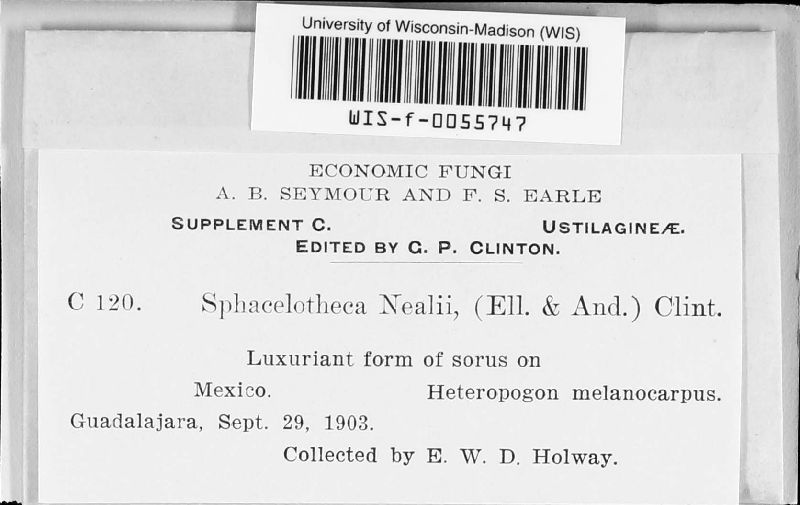 University of Wisconsin-Madison (WIS)
WIS-f-0055747
ECONOMIC FUNGI
A. B. SEYMOUR AND F. S. EARLE
SUPPLEMENT C. USTILAGINEÆ.
EDITED BY G. P. CLINTON.
C 120. Sphacelotheca Nealii, (Ell. & And.) Clint.
Luxuriant form of sorus on
Mexico. Heteropogon melanocarpus.
Guadalajara, Sept. 29, 1903.
Collected by E. W. D. Holway.